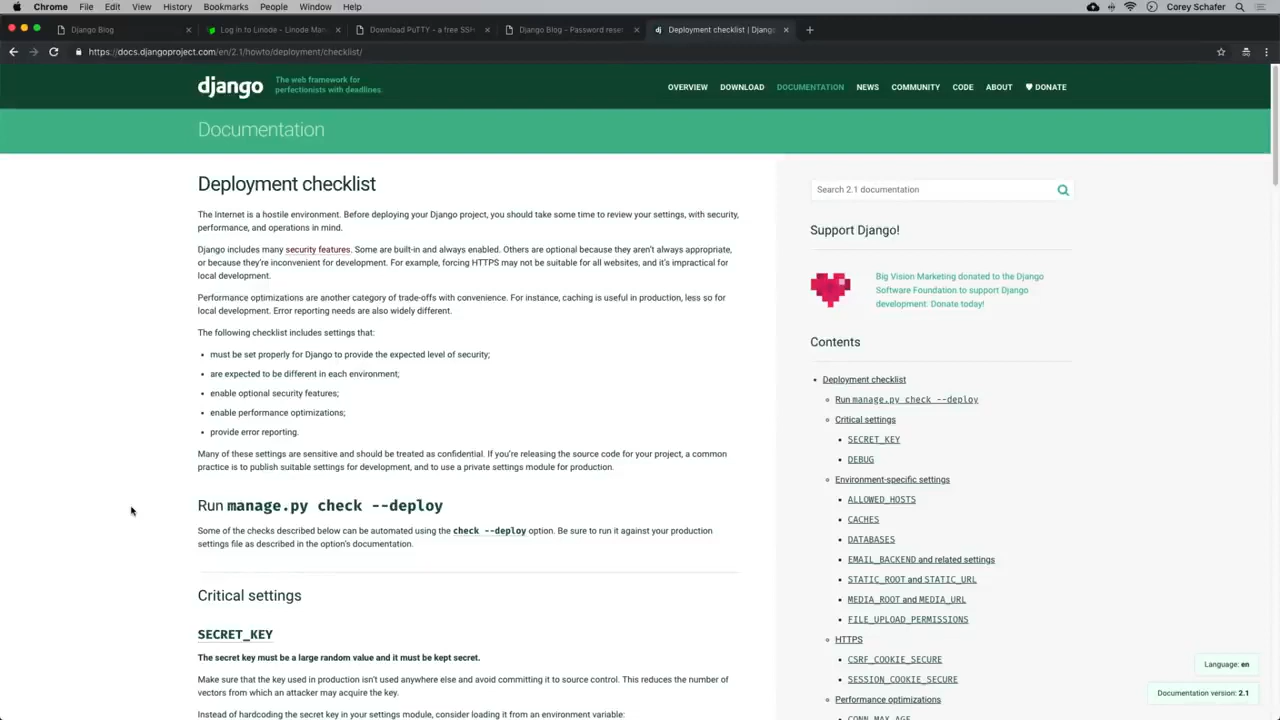 Chrome File Edit View History Bookmarks People Window Help Corey Schafer
Django Blog
Log in to Linode - Linode Man
Download PuTTY - a free SSH
Django Blog - Password rese
dj Deployment checklist | Djang
https://docs.djangoproject.com/en/2.1/howto/deployment/checklist/
django
The web framework for
perfectionists with deadlines.
OVERVIEW DOWNLOAD DOCUMENTATION NEWS COMMUNITY CODE ABOUT DONATE
Documentation
Deployment checklist
The Internet is a hostile environment. Before deploying your Django project, you should take some time to review your settings, with security,
performance, and operations in mind.
Django includes many security features. Some are built-in and always enabled. Others are optional because they aren't always appropriate,
or because they're inconvenient for development. For example, forcing HTTPS may not be suitable for all websites, and it's impractical for
local development.
Performance optimizations are another category of trade-offs with convenience. For instance, caching is useful in production, less so for
local development. Error reporting needs are also widely different.
The following checklist includes settings that:
• must be set properly for Django to provide the expected level of security;
• are expected to be different in each environment;
• enable optional security features;
• enable performance optimizations;
• provide error reporting.
Many of these settings are sensitive and should be treated as confidential. If you're releasing the source code for your project, a common
practice is to publish suitable settings for development, and to use a private settings module for production.
Run manage.py check --deploy
Some of the checks described below can be automated using the check --deploy option. Be sure to run it against your production
settings file as described in the option's documentation.
Critical settings
SECRET_KEY
The secret key must be a large random value and it must be kept secret.
Make sure that the key used in production isn't used anywhere else and avoid committing it to source control. This reduces the number of
vectors from which an attacker may acquire the key.
Instead of hardcoding the secret key in your settings module, consider loading it from an environment variable:
Search 2.1 documentation
Support Django!
Big Vision Marketing donated to the Django
Software Foundation to support Django
development. Donate today!
Contents
• Deployment checklist
Run manage.py check --deploy
Critical settings
SECRET_KEY
DEBUG
Environment-specific settings
ALLOWED_HOSTS
CACHES
DATABASES
EMAIL_BACKEND and related settings
STATIC_ROOT and STATIC_URL
MEDIA_ROOT and MEDIA_URL
FILE_UPLOAD_PERMISSIONS
HTTPS
CSRF_COOKIE_SECURE
SESSION_COOKIE_SECURE
Performance optimizations
CONN_MAX_AGE
Language: en
Documentation version: 2.1